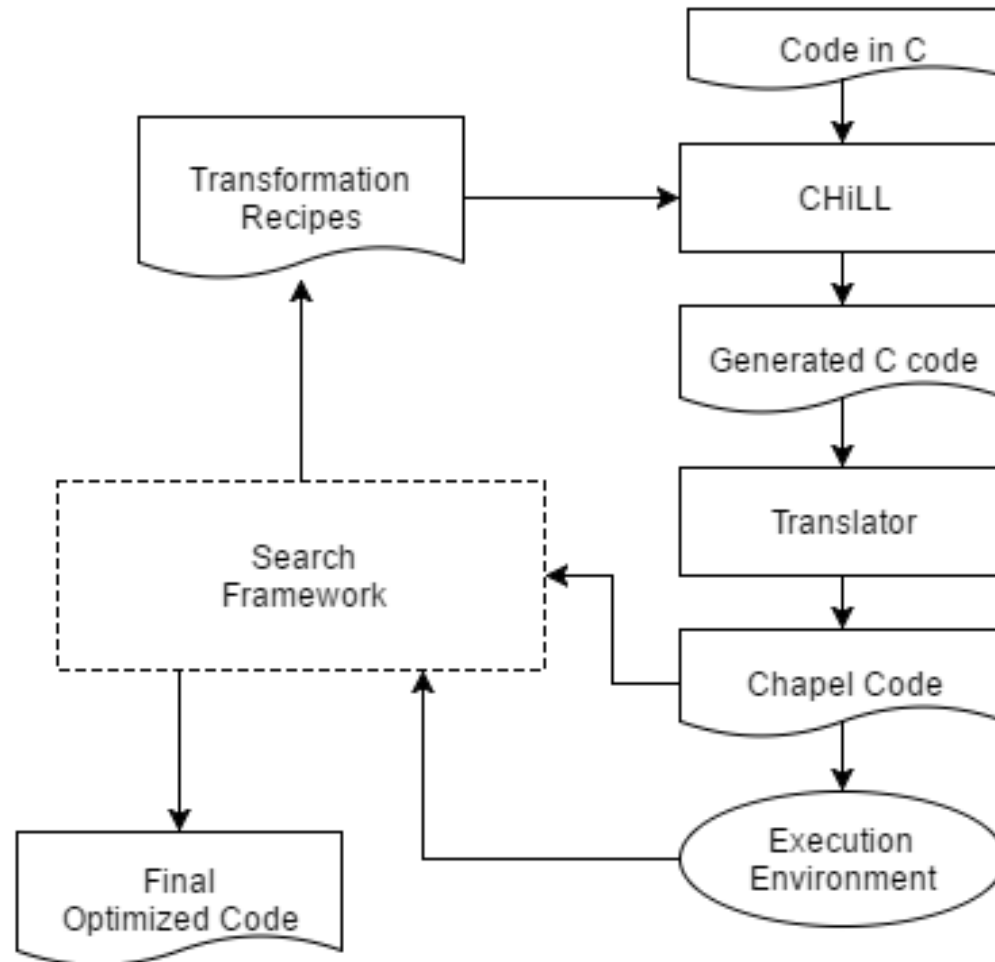 Code in C
Transformation
Recipes
CHiLL
Generated C code
Translator
Search
Framework
Chapel Code
Execution
Environment
Final
Optimized Code